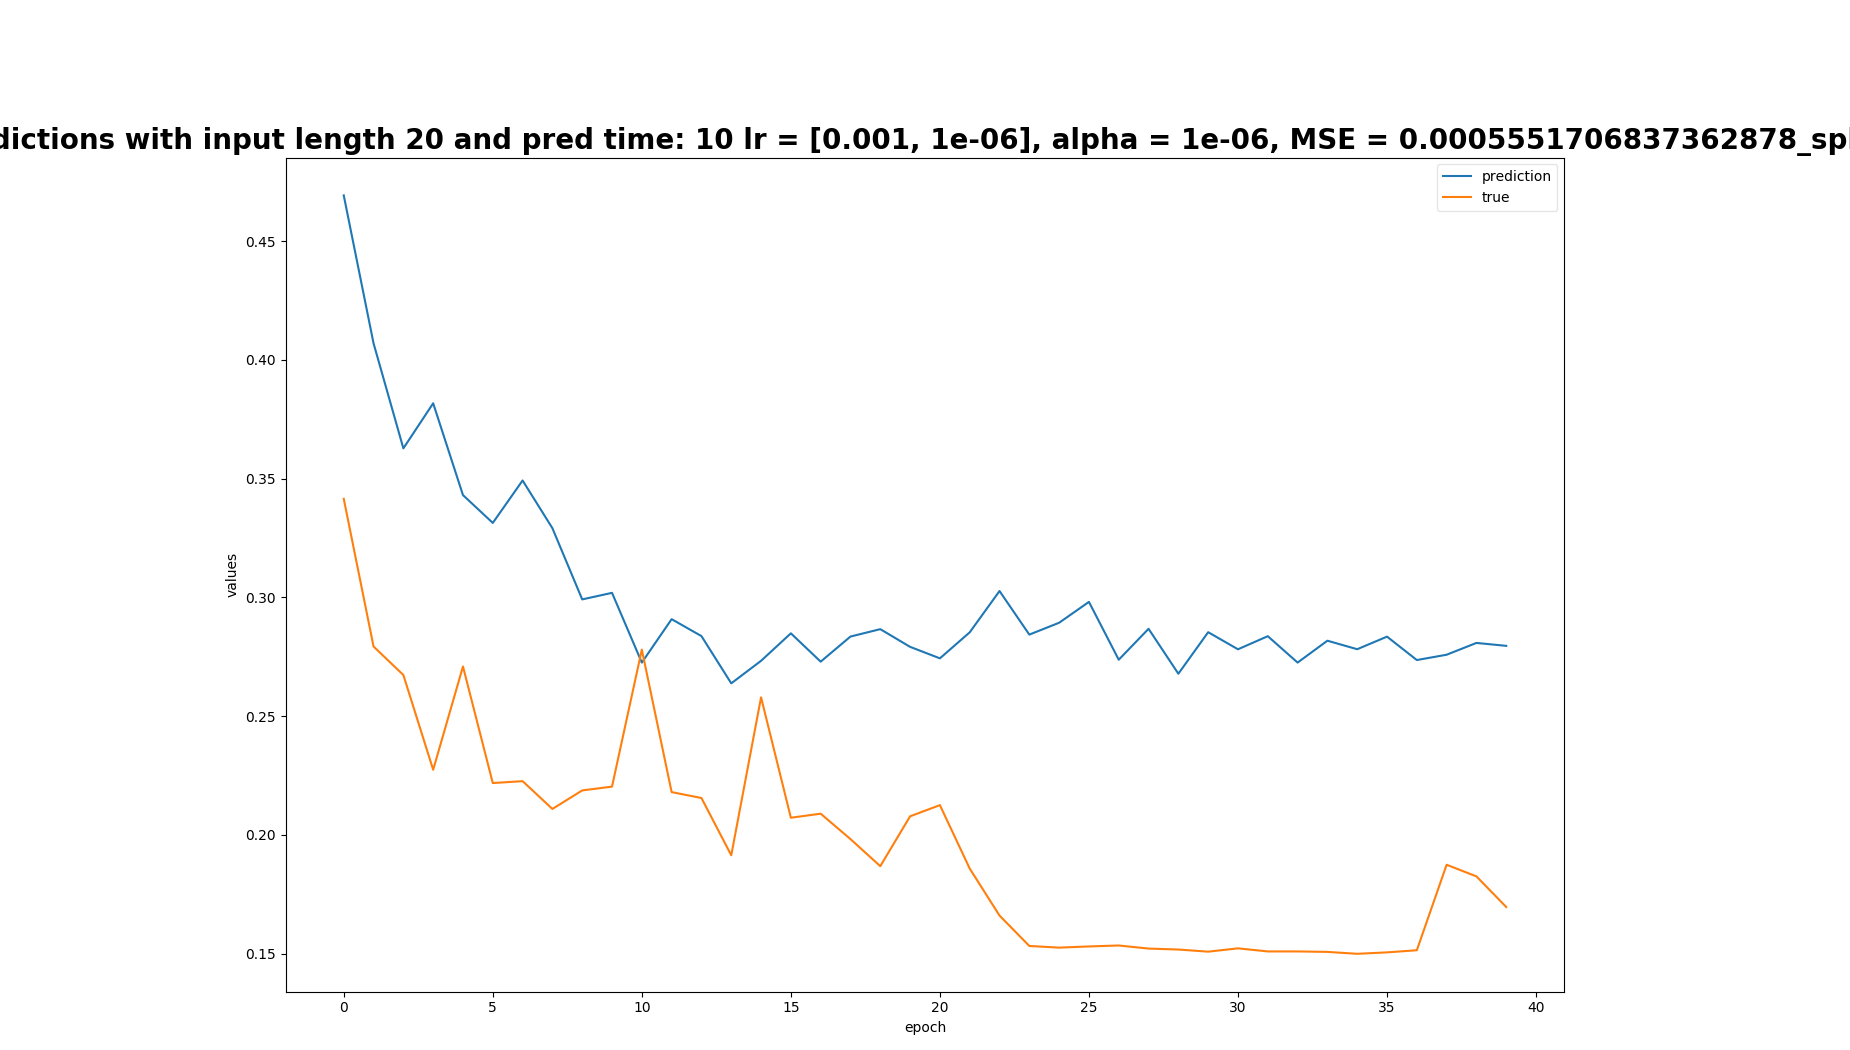 dictions with input length 20 and pred time: 10 lr = [0.001, 1e-06], alpha = 1e-06, MSE = 0.0005551706837362878_spl
prediction
true
0.45
0.40
0.35
0.30
0.25
0.20
0.15
values
0 5 10 15 20 25 30 35 40
epoch